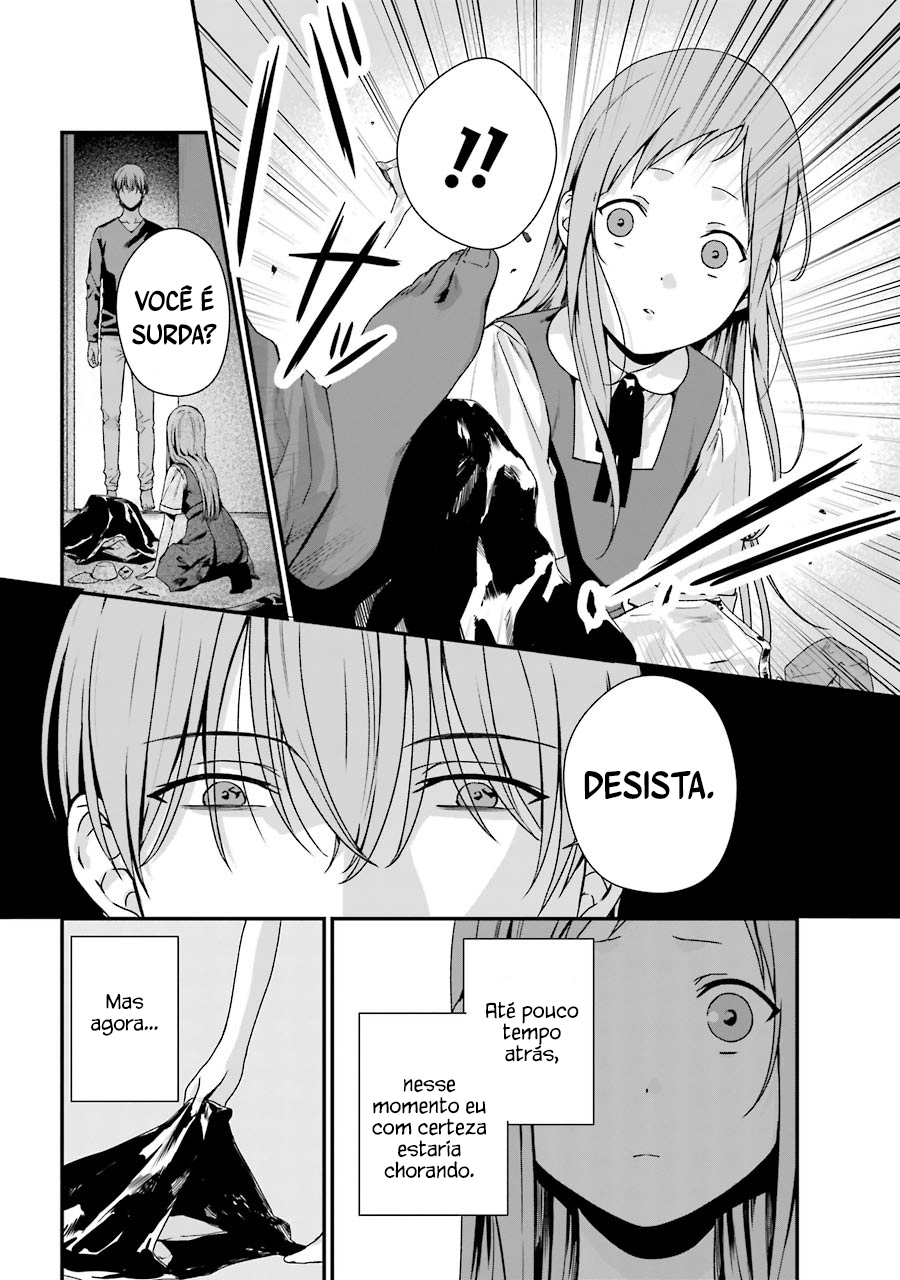 !!
VOCÊ É
SURDA?
DESISTA.
Até pouco
tempo
atrás,
nesse
momento eu
com certeza
estaria
chorando.
Mas
agora...